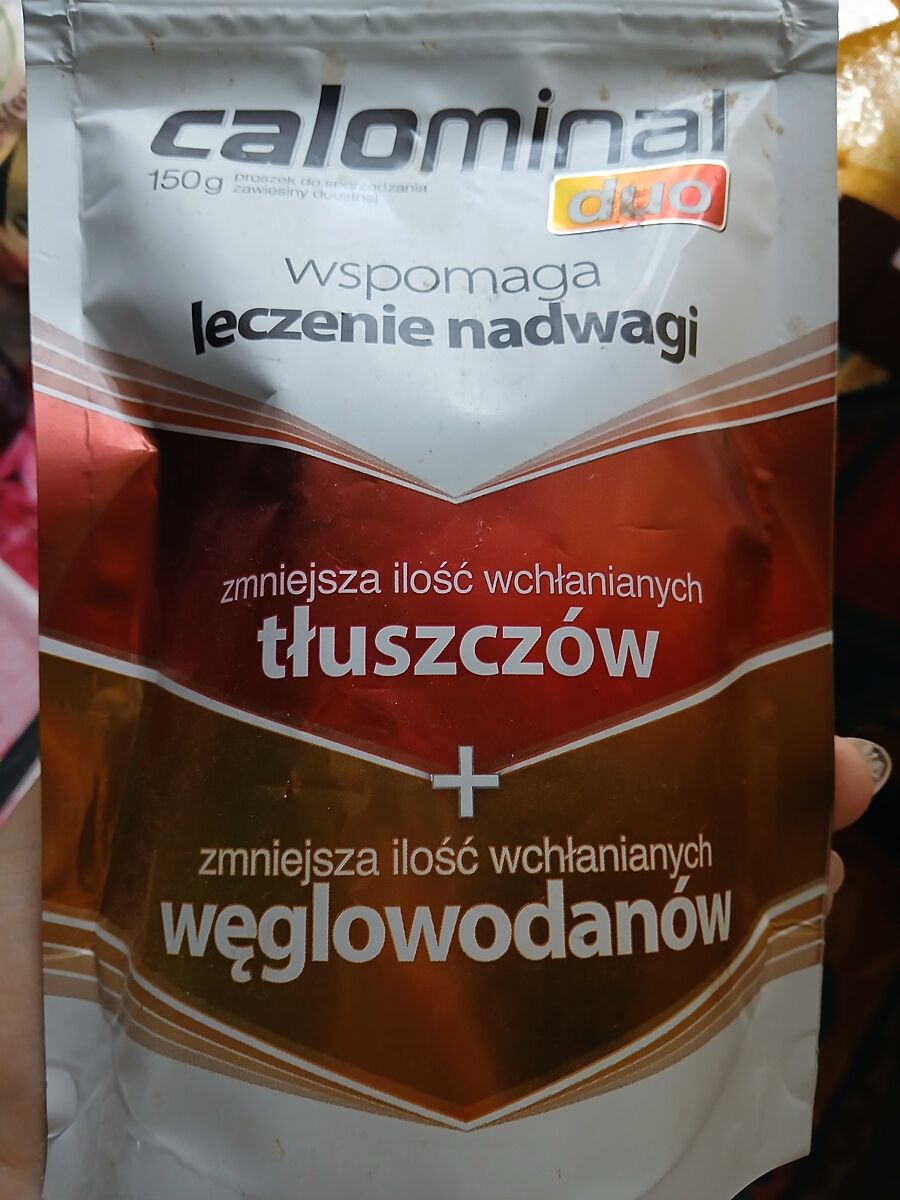 calominal
duo
150g proszek do sporządzania
zawiesiny doustnej
wspomaga
leczenie nadwagi
zmniejsza ilość wchłanianych
tłuszczów
+
zmniejsza ilość wchłanianych
węglowodanów